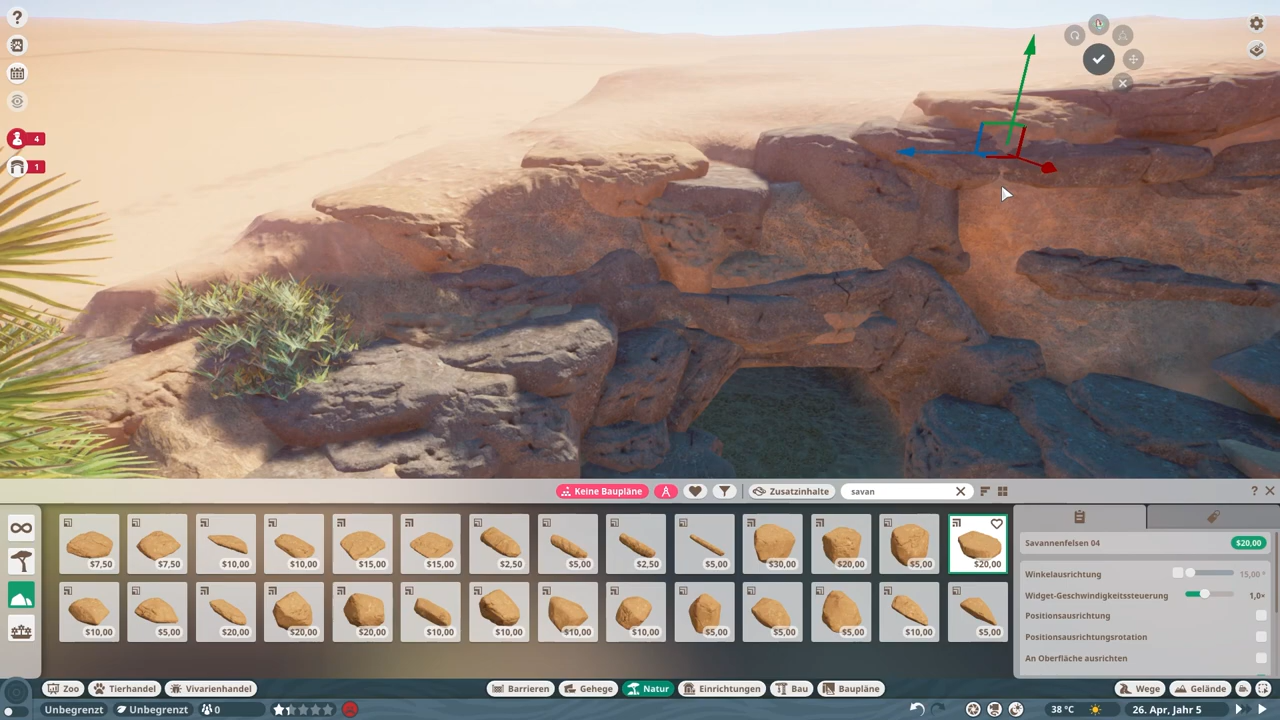 ?
4
1
Keine Baupläne
Zusatzinhalte
savan
?
$7,50 $7,50 $10,00 $10,00 $15,00 $15,00 $2,50 $5,00 $2,50 $5,00 $30,00 $20,00 $5,00 $20,00
$10,00 $5,00 $20,00 $20,00 $20,00 $10,00 $10,00 $10,00 $10,00 $5,00 $5,00 $5,00 $10,00 $5,00
Savannenfelsen 04 $20,00
Winkelausrichtung 15,00 °
Widget-Geschwindigkeitssteuerung 1,0×
Positionsausrichtung
Positionsausrichtungsrotation
An Oberfläche ausrichten
Zoo Tierhandel Vivarienhandel Barrieren Gehege Natur Einrichtungen Bau Baupläne Wege Gelände
Unbegrenzt Unbegrenzt 0 38 °C 26. Apr, Jahr 5